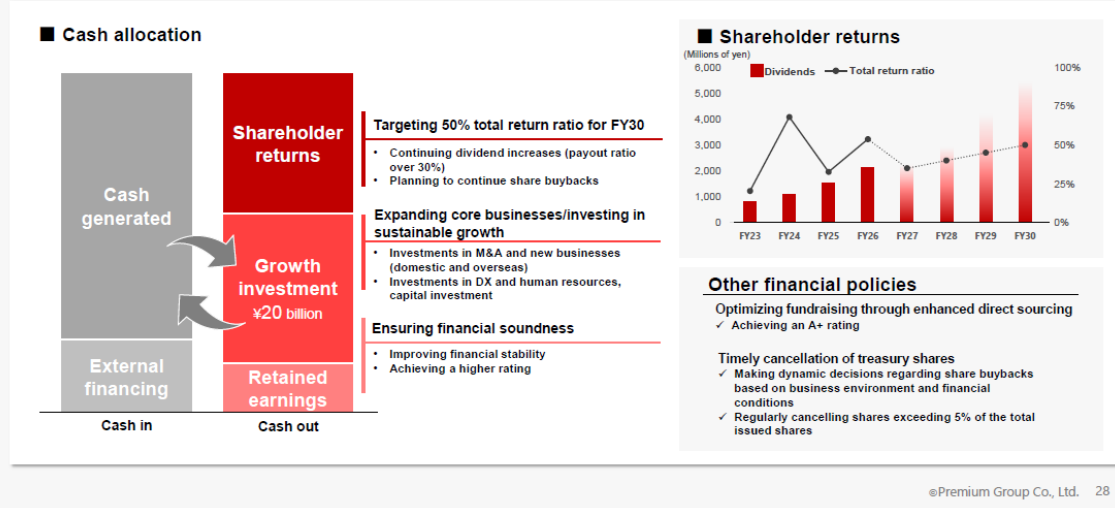 ■ Cash allocation
Cash
generated
External
financing
Cash in
Shareholder
returns
Growth
investment
¥20 billion
Retained
earnings
Cash out
Targeting 50% total return ratio for FY30
• Continuing dividend increases (payout ratio
over 30%)
• Planning to continue share buybacks
Expanding core businesses/investing in
sustainable growth
• Investments in M&A and new businesses
(domestic and overseas)
• Investments in DX and human resources,
capital investment
Ensuring financial soundness
• Improving financial stability
• Achieving a higher rating
■ Shareholder returns
(Millions of yen)
Dividends
Total return ratio
6,000
5,000
4,000
3,000
2,000
1,000
0
100%
75%
50%
25%
0%
FY23 FY24 FY25 FY26 FY27 FY28 FY29 FY30
Other financial policies
Optimizing fundraising through enhanced direct sourcing
✓ Achieving an A+ rating
Timely cancellation of treasury shares
✓ Making dynamic decisions regarding share buybacks
based on business environment and financial
conditions
✓ Regularly cancelling shares exceeding 5% of the total
issued shares
©Premium Group Co., Ltd. 28